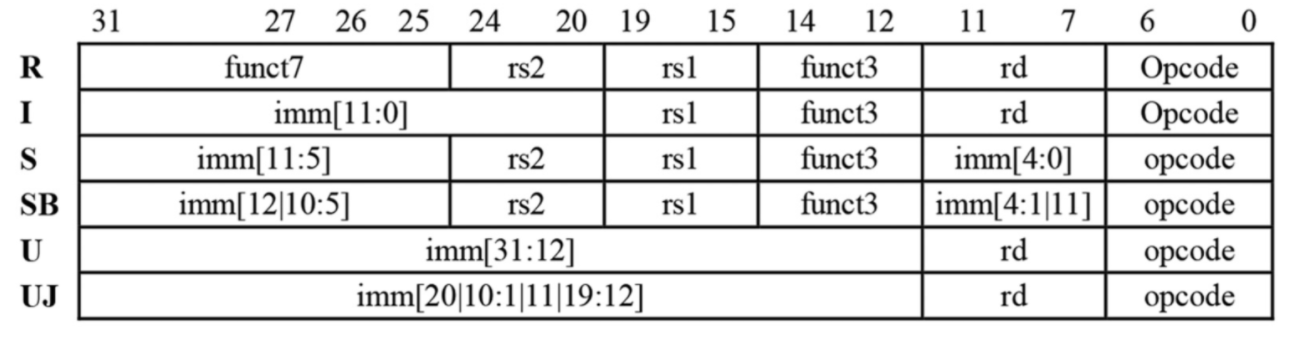 31 27 26 25 24 20 19 15 14 12 11 7 6 0
R funct7 rs2 rs1 funct3 rd Opcode
I imm[11:0] rs1 funct3 rd Opcode
S imm[11:5] rs2 rs1 funct3 imm[4:0] opcode
SB imm[12|10:5] rs2 rs1 funct3 imm[4:1|11] opcode
U imm[31:12] rd opcode
UJ imm[20|10:1|11|19:12] rd opcode